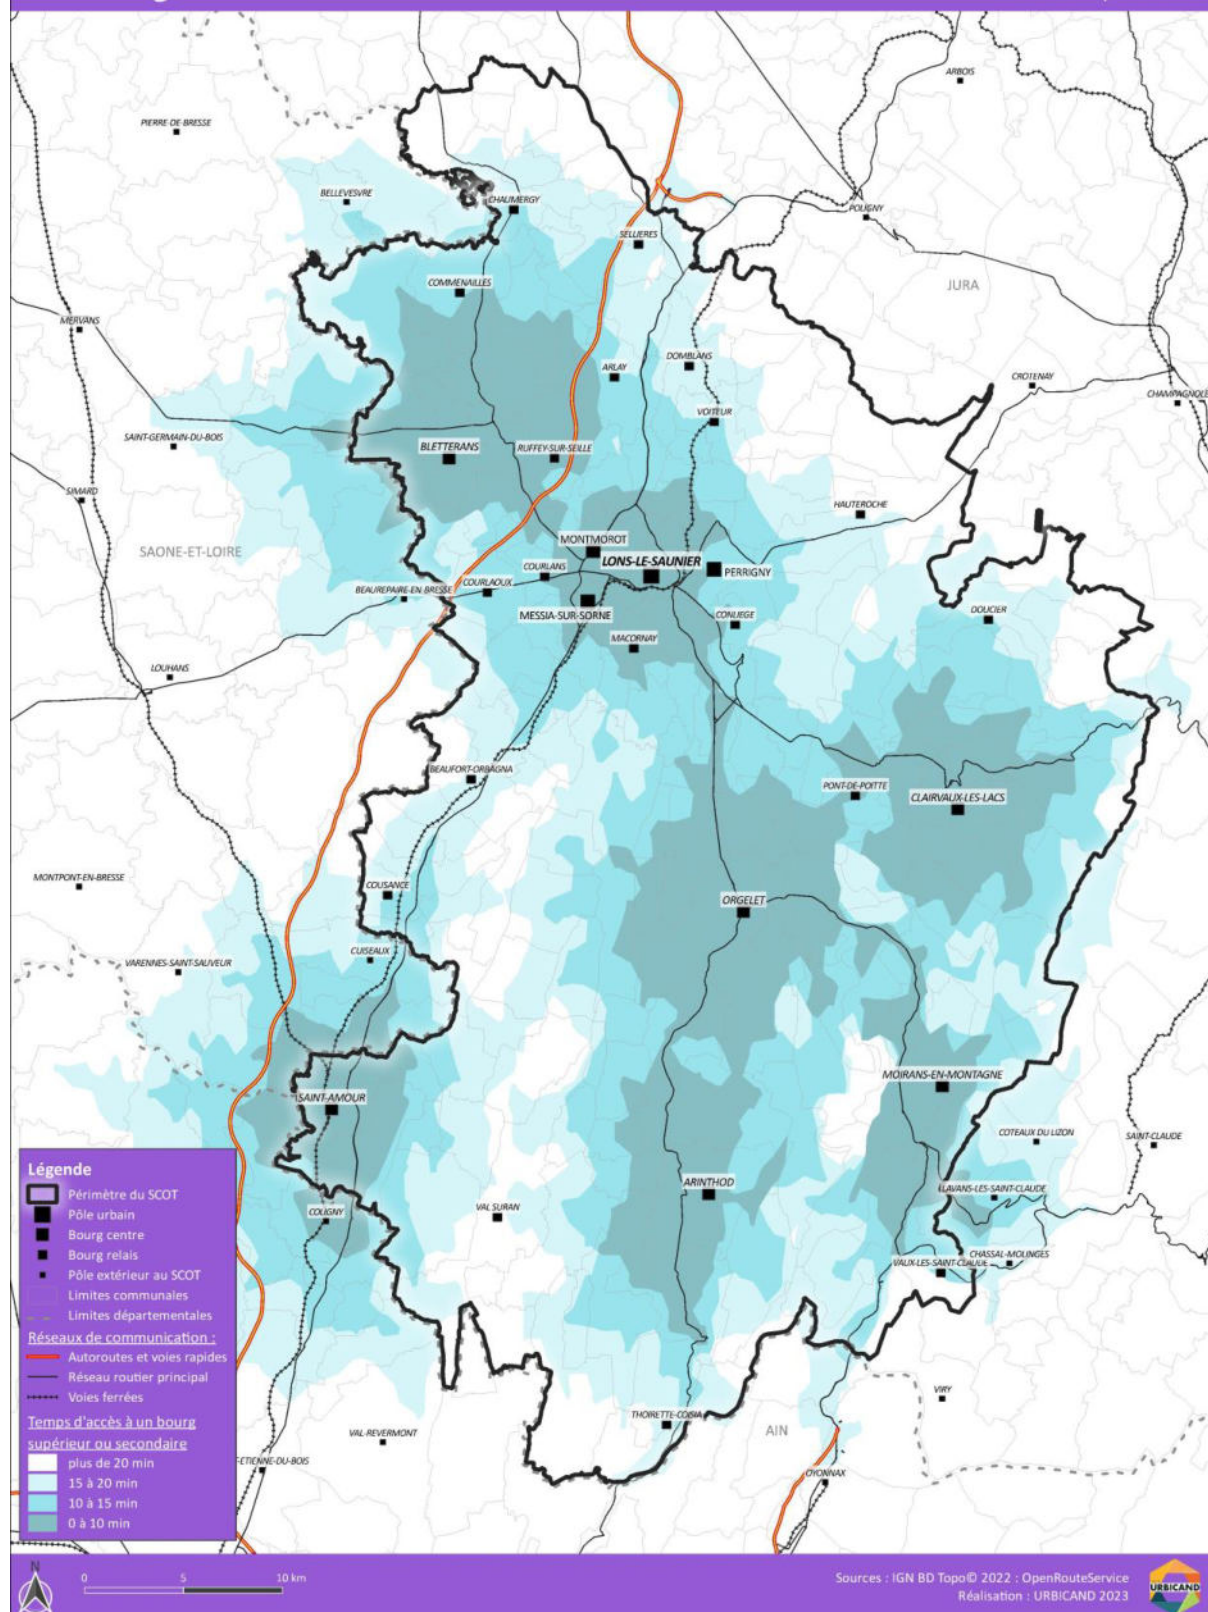 ARBOIS
PIERRE-DE-BRESSE
BELLEVESVRE
CHAUMERGY
POLIGNY
SELLIERES
JURA
COMMENAILLES
MERVANS
DOMBLANS
ARLAY
CROTENAY
CHAMPAGNOLE
VOITEUR
SAINT-GERMAIN-DU-BOIS
BLETTERANS
RUFFEY-SUR-SEILLE
SIMARD
HAUTEROCHE
MONTMOROT
SAONE-ET-LOIRE
LONS-LE-SAUNIER
COURLANS
PERRIGNY
COURLAOUX
BEAUREPAIRE-EN-BRESSE
DOUCIER
MESSIA-SUR-SORNE
CONLIEGE
MACORNAY
LOUHANS
BEAUFORT-ORBAGNA
PONT-DE-POITTE
CLAIRVAUX-LES-LACS
MONTPONT-EN-BRESSE
COUSANCE
ORGELET
CUISEAUX
VARENNES-SAINT-SAUVEUR
MOIRANS-EN-MONTAGNE
SAINT-AMOUR
COTEAUX DU LIZON
SAINT-CLAUDE
ARINTHOD
LAVANS-LES-SAINT-CLAUDE
VAL SURAN
COLIGNY
CHASSAL-MOLINGES
VAUX-LES-SAINT-CLAUDE
VIRY
THOIRETTE-COISIA
AIN
VAL-REVERMONT
-ETIENNE-DU-BOIS
OYONNAX
Légende
Périmètre du SCOT
Pôle urbain
Bourg centre
Bourg relais
Pôle extérieur au SCOT
Limites communales
Limites départementales
Réseaux de communication :
Autoroutes et voies rapides
Réseau routier principal
Voies ferrées
Temps d'accès à un bourg
supérieur ou secondaire
plus de 20 min
15 à 20 min
10 à 15 min
0 à 10 min
N
0 5 10 km
Sources : IGN BD Topo© 2022 : OpenRouteService
Réalisation : URBICAND 2023
URBICAND